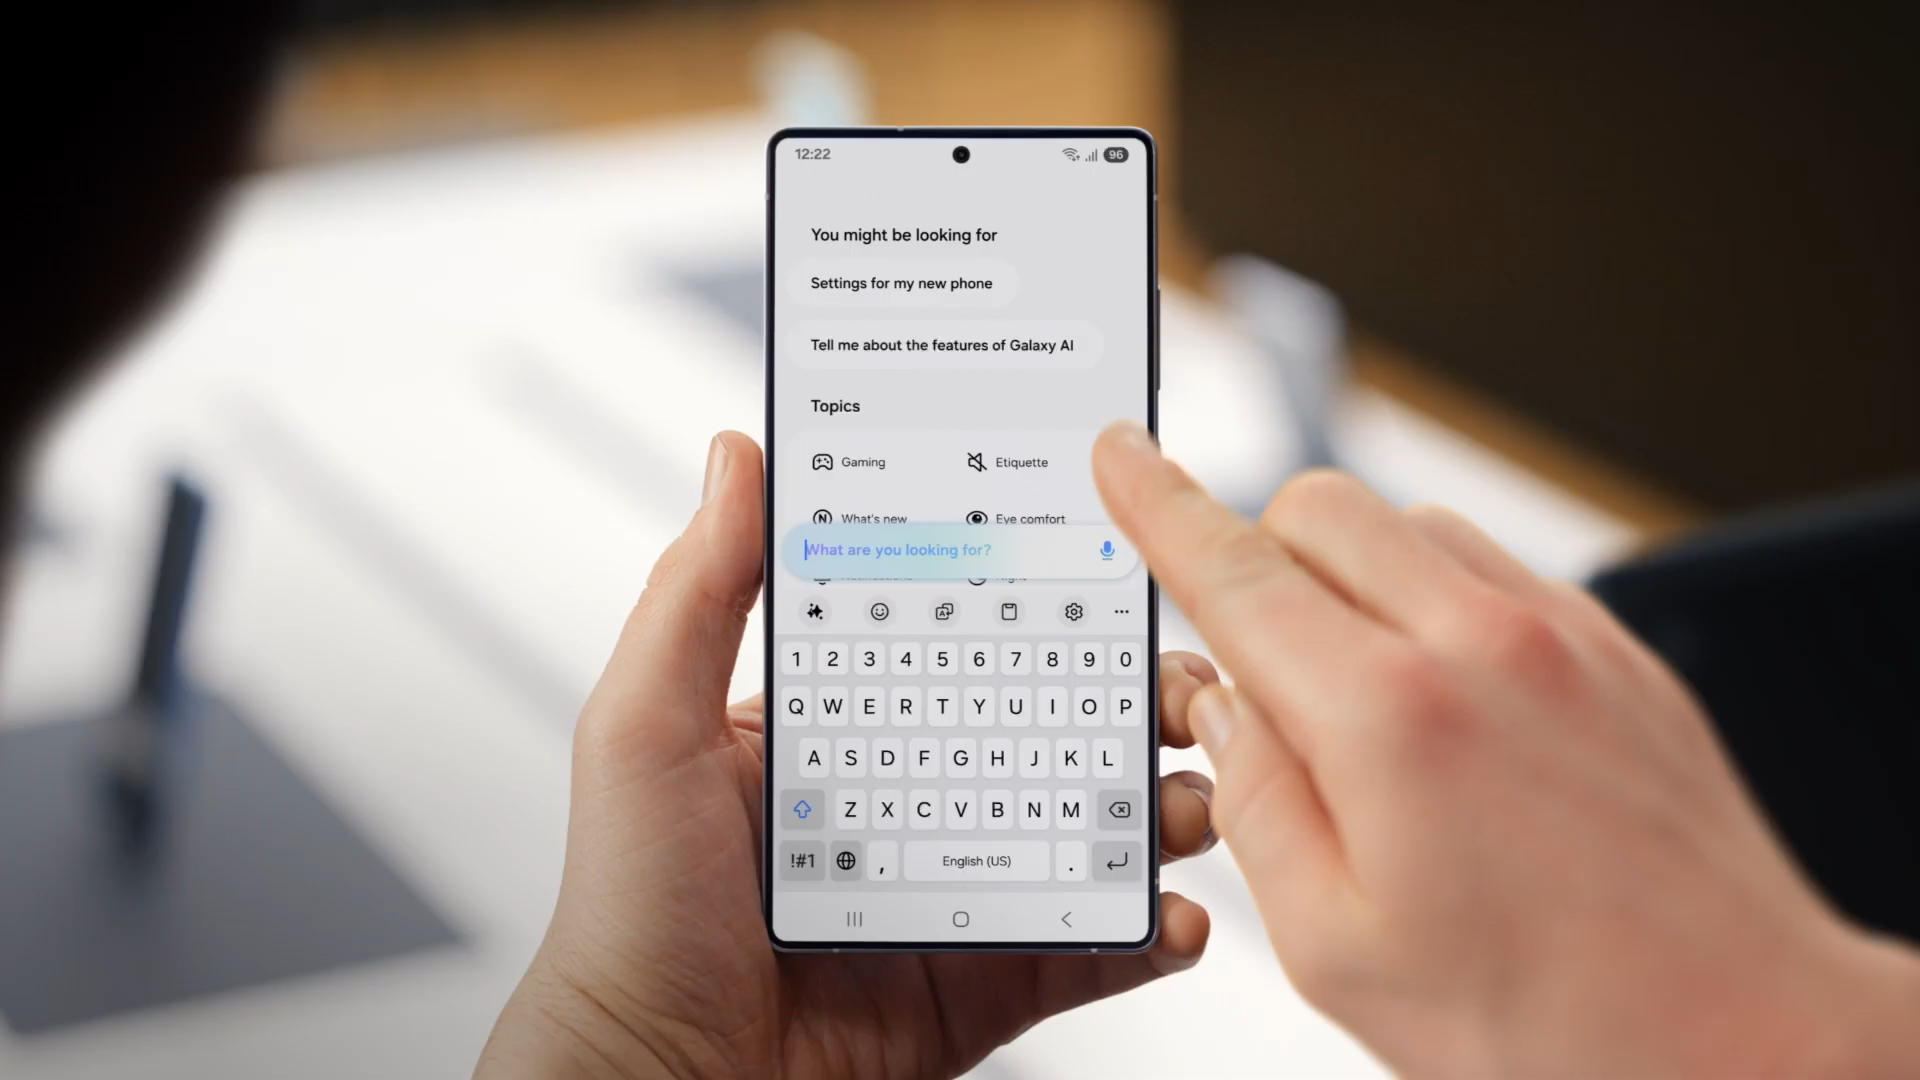 12:22
96
You might be looking for
Settings for my new phone
Tell me about the features of Galaxy AI
Topics
Gaming
Etiquette
N What's new
Eye comfort
What are you looking for?
Notifications
Night
A
1 2 3 4 5 6 7 8 9 0
Q W E R T Y U I O P
A S D F G H J K L
Z X C V B N M
!#1 , English (US) .